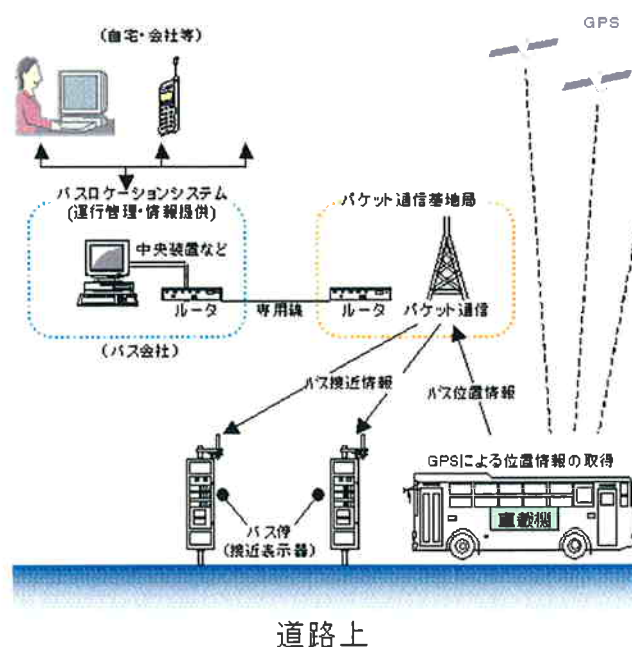 (自宅・会社等)
GPS
バスロケーションシステム
(運行管理・情報提供)
パケット通信基地局
中央装置など
ルータ
専用線
ルータ
パケット通信
(バス会社)
バス接近情報
バス位置情報
GPSによる位置情報の取得
車載機
バス停
(接近表示器)
道路上